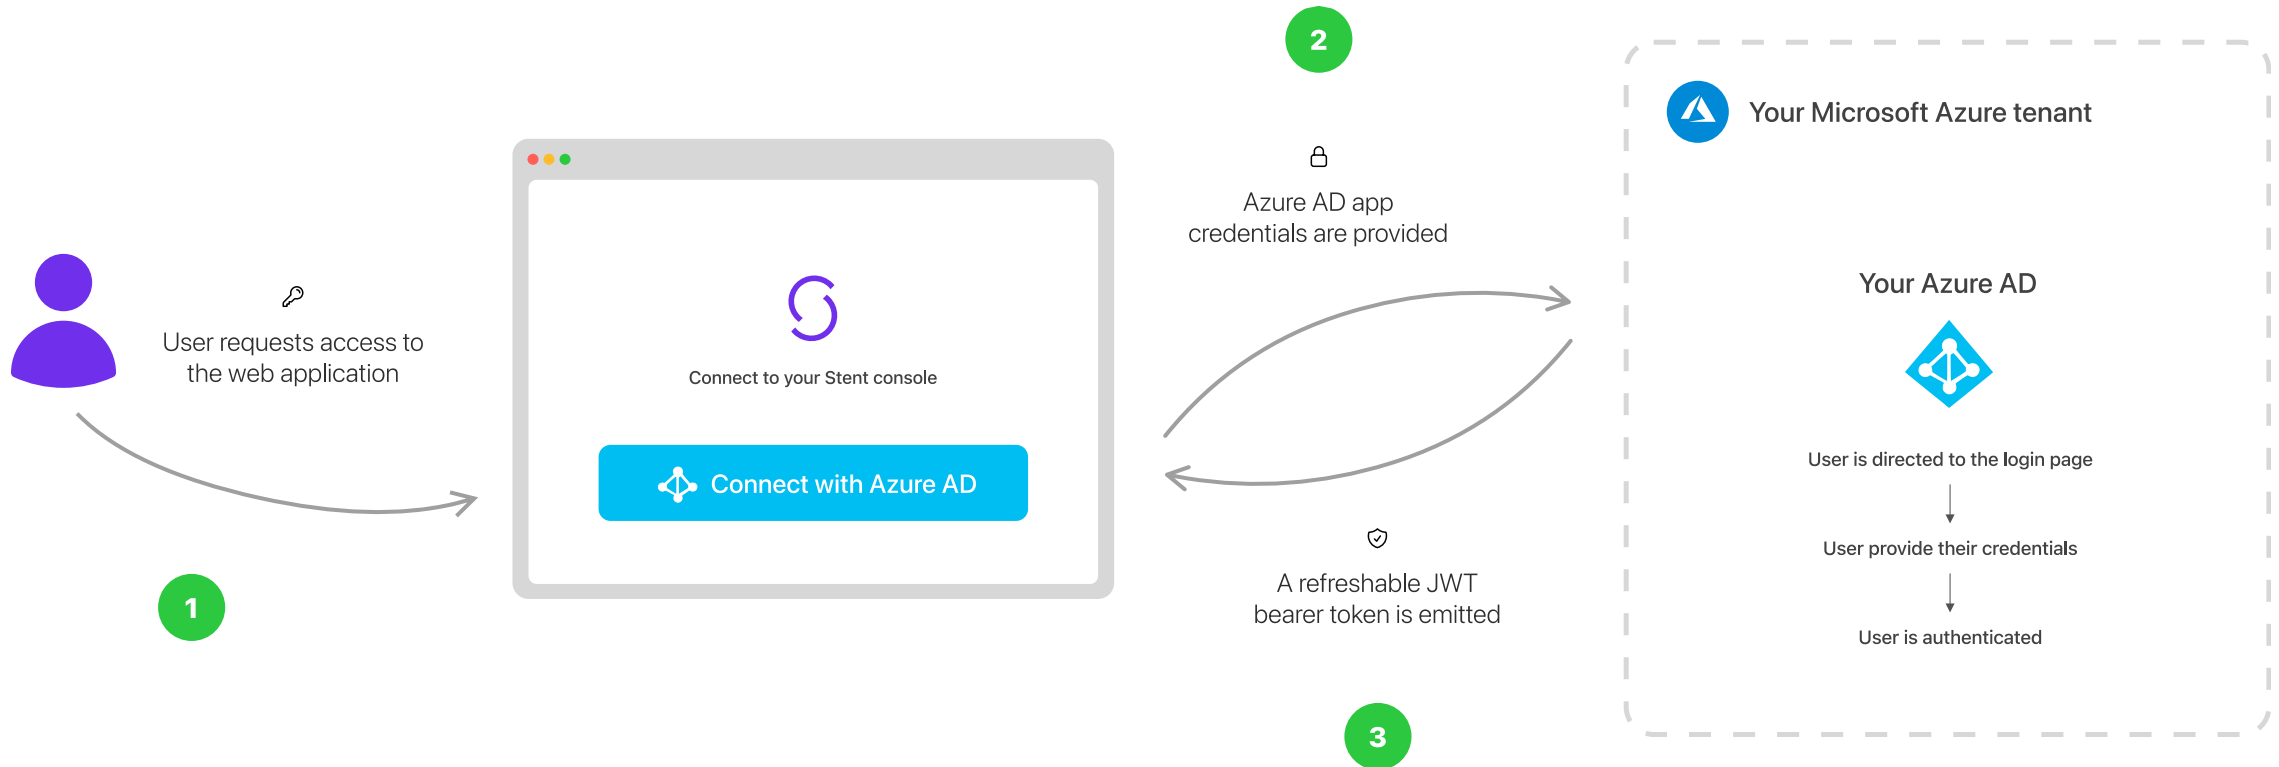 1
User requests access to
the web application
Connect to your Stent console
Connect with Azure AD
2
Azure AD app
credentials are provided
A refreshable JWT
bearer token is emitted
3
Your Microsoft Azure tenant
Your Azure AD
User is directed to the login page
User provide their credentials
User is authenticated